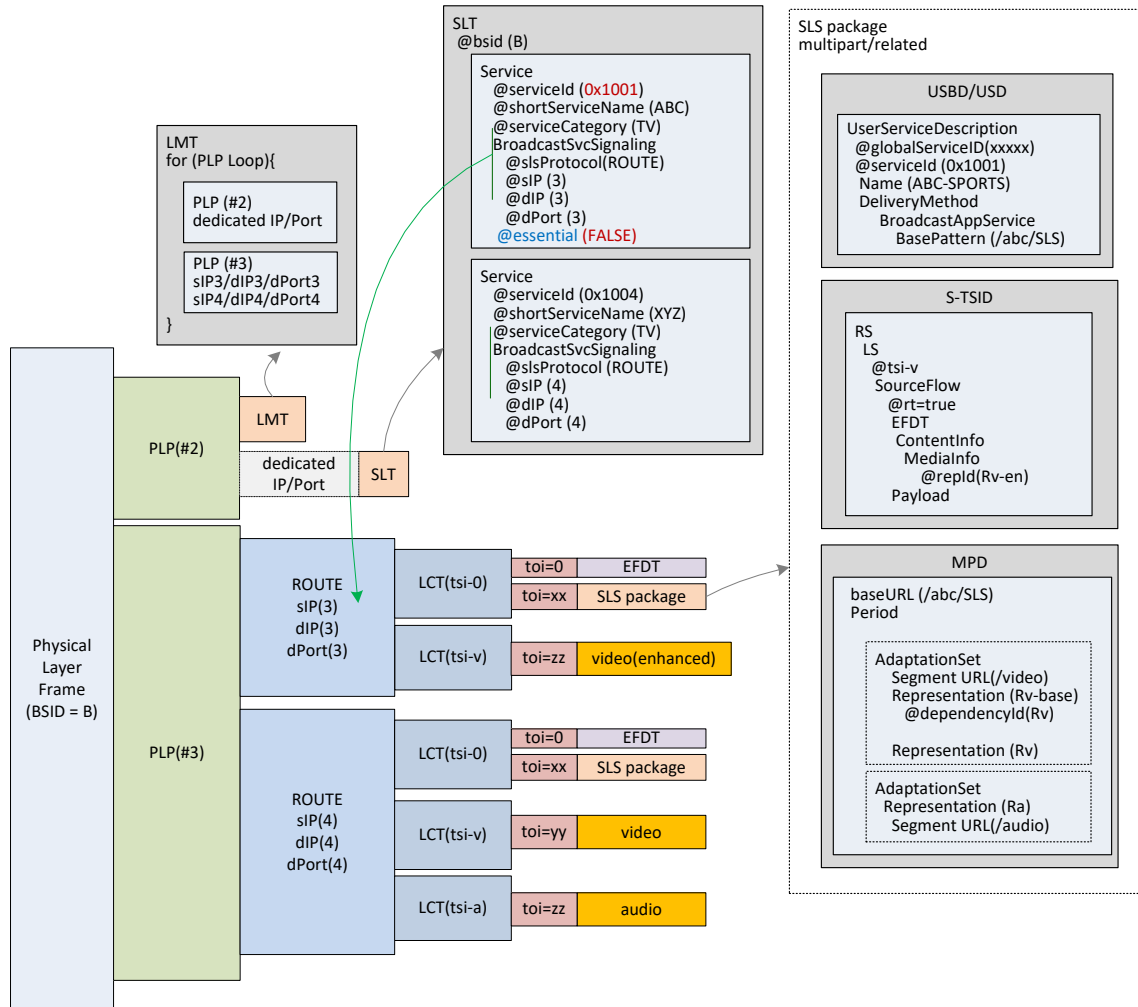 SLT
@bsid (B)
Service
@serviceId (0x1001)
@shortServiceName (ABC)
@serviceCategory (TV)
BroadcastSvcSignaling
@slsProtocol(ROUTE)
@sIP (3)
@dIP (3)
@dPort (3)
@essential (FALSE)
Service
@serviceId (0x1004)
@shortServiceName (XYZ)
@serviceCategory (TV)
BroadcastSvcSignaling
@slsProtocol (ROUTE)
@sIP (4)
@dIP (4)
@dPort (4)
LMT
for (PLP Loop){
PLP (#2)
dedicated IP/Port
PLP (#3)
sIP3/dIP3/dPort3
sIP4/dIP4/dPort4
}
Physical
Layer
Frame
(BSID = B)
PLP(#2)
LMT
dedicated
IP/Port
SLT
PLP(#3)
ROUTE
sIP(3)
dIP(3)
dPort(3)
LCT(tsi-0)
toi=0
EFDT
toi=xx
SLS package
LCT(tsi-v)
toi=zz
video(enhanced)
ROUTE
sIP(4)
dIP(4)
dPort(4)
LCT(tsi-0)
toi=0
EFDT
toi=xx
SLS package
LCT(tsi-v)
toi=yy
video
LCT(tsi-a)
toi=zz
audio
SLS package
multipart/related
USBD/USD
UserServiceDescription
@globalServiceID(xxxxx)
@serviceId (0x1001)
Name (ABC-SPORTS)
DeliveryMethod
BroadcastAppService
BasePattern (/abc/SLS)
S-TSID
RS
LS
@tsi-v
SourceFlow
@rt=true
EFDT
ContentInfo
MediaInfo
@repId(Rv-en)
Payload
MPD
baseURL (/abc/SLS)
Period
AdaptationSet
Segment URL(/video)
Representation (Rv-base)
@dependencyId(Rv)
Representation (Rv)
AdaptationSet
Representation (Ra)
Segment URL(/audio)